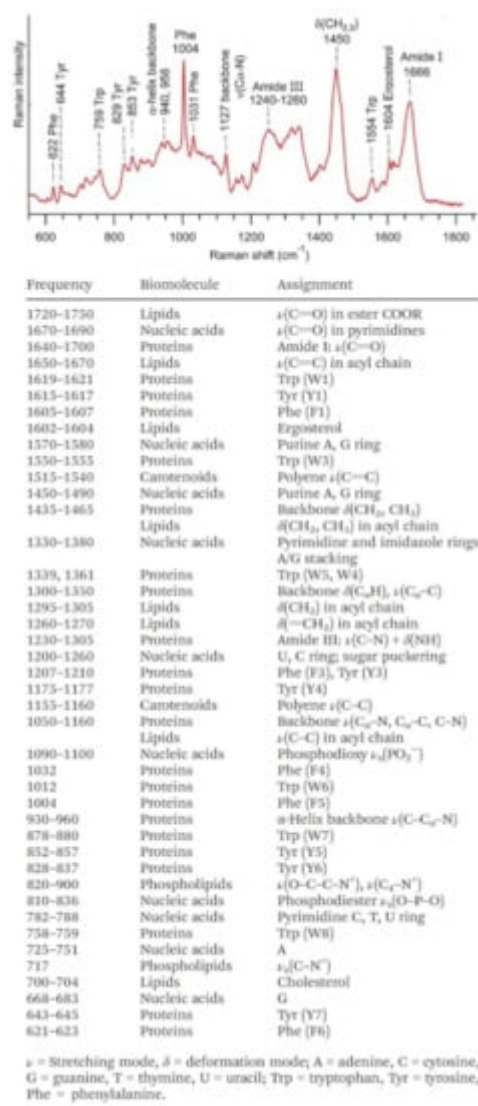 Raman intensity
622 Phe
644 Tyr
759 Trp
829 Tyr
853 Tyr
α-helix backbone
940, 956
Phe
1004
1031 Phe
1127 backbone
ν(Cα-N)
Amide III
1240-1260
δ(CH2,3)
1450
1554 Trp
1604 Ergosterol
Amide I
1666
600 800 1000 1200 1400 1600 1800
Raman shift (cm⁻¹)
Frequency Biomolecule Assignment
1720–1750 Lipids ν(C═O) in ester COOR
1670–1690 Nucleic acids ν(C═O) in pyrimidines
1640–1700 Proteins Amide I: ν(C═O)
1650–1670 Lipids ν(C═C) in acyl chain
1619–1621 Proteins Trp (W1)
1615–1617 Proteins Tyr (Y1)
1605–1607 Proteins Phe (F1)
1602–1604 Lipids Ergosterol
1570–1580 Nucleic acids Purine A, G ring
1550–1555 Proteins Trp (W3)
1515–1540 Carotenoids Polyene ν(C═C)
1450–1490 Nucleic acids Purine A, G ring
1435–1465 Proteins Backbone δ(CH₂, CH₃)
Lipids δ(CH₂, CH₃) in acyl chain
1330–1380 Nucleic acids Pyrimidine and imidazole rings
A/G stacking
1339, 1361 Proteins Trp (W5, W4)
1300–1350 Proteins Backbone δ(CₐH), ν(Cₐ–C)
1295–1305 Lipids δ(CH₂) in acyl chain
1260–1270 Lipids δ(═CH₂) in acyl chain
1230–1305 Proteins Amide III: ν(C–N) + δ(NH)
1200–1260 Nucleic acids U, C ring; sugar puckering
1207–1210 Proteins Phe (F3), Tyr (Y3)
1175–1177 Proteins Tyr (Y4)
1155–1160 Carotenoids Polyene ν(C–C)
1050–1160 Proteins Backbone ν(Cₐ–N, Cₐ–C, C–N)
Lipids ν(C–C) in acyl chain
1090–1100 Nucleic acids Phosphodioxy νₛ(PO₂⁻)
1032 Proteins Phe (F4)
1012 Proteins Trp (W6)
1004 Proteins Phe (F5)
930–960 Proteins α-Helix backbone ν(C–Cₐ–N)
878–880 Proteins Trp (W7)
852–857 Proteins Tyr (Y5)
828–837 Proteins Tyr (Y6)
820–900 Phospholipids ν(O–C–C–N⁺), ν(C₄–N⁺)
810–836 Nucleic acids Phosphodiester νₛ(O–P–O)
782–788 Nucleic acids Pyrimidine C, T, U ring
758–759 Proteins Trp (W8)
725–751 Nucleic acids A
717 Phospholipids νₛ(C–N⁺)
700–704 Lipids Cholesterol
668–683 Nucleic acids G
643–645 Proteins Tyr (Y7)
621–623 Proteins Phe (F6)
ν = Stretching mode, δ = deformation mode; A = adenine, C = cytosine,
G = guanine, T = thymine, U = uracil; Trp = tryptophan, Tyr = tyrosine,
Phe = phenylalanine.